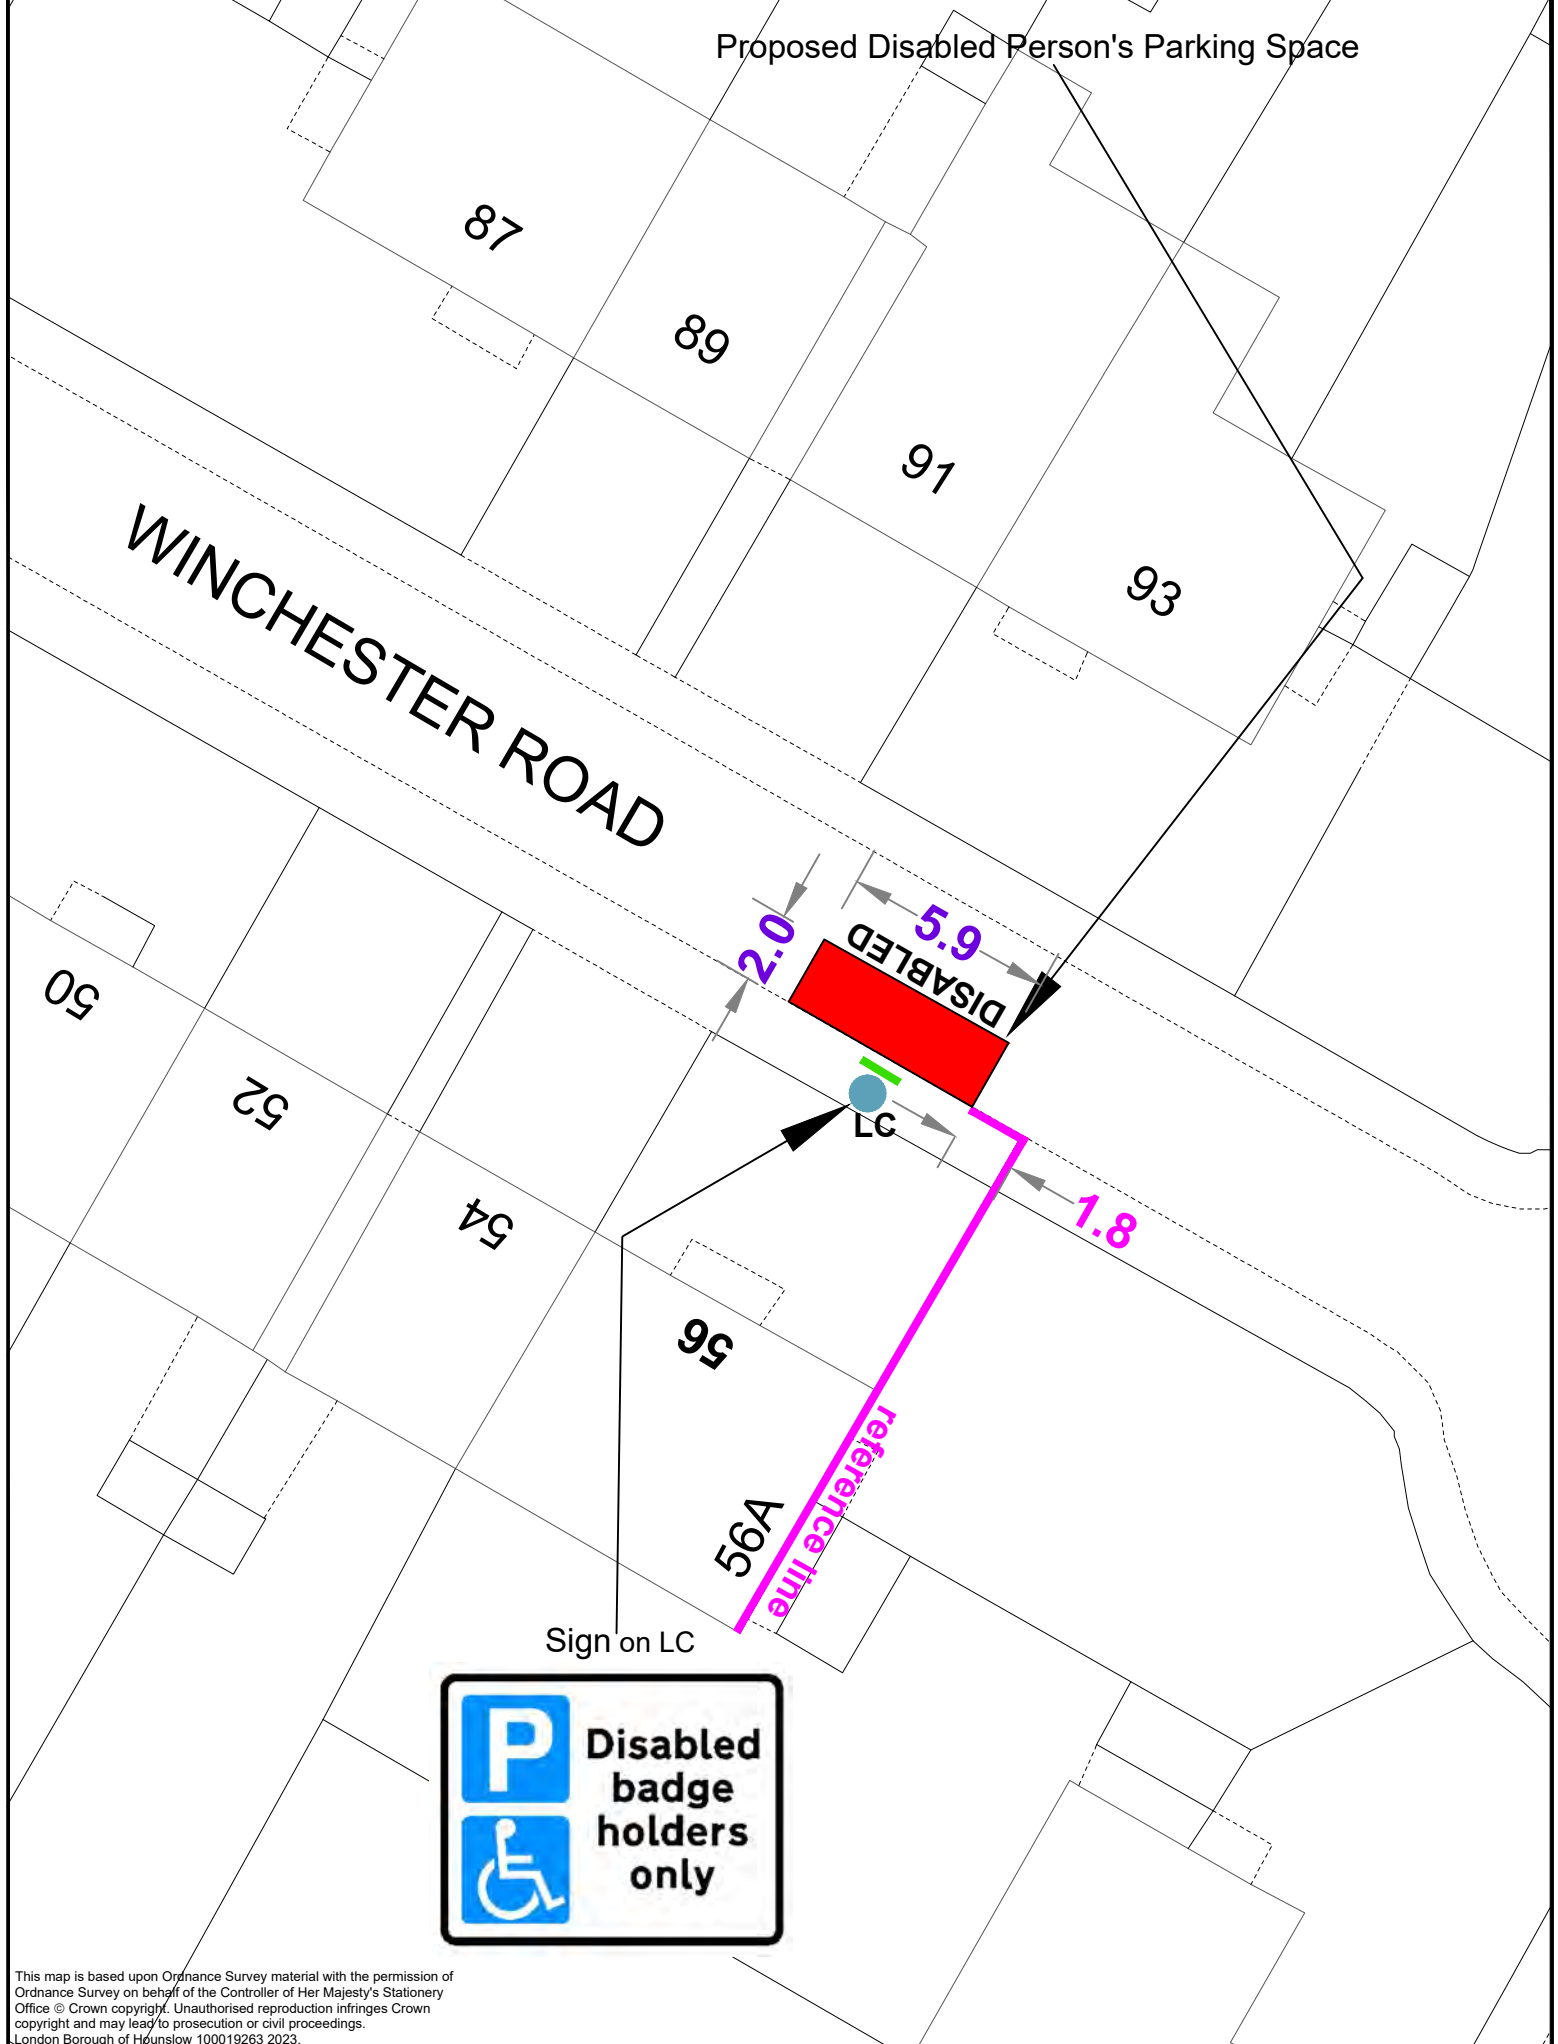 Proposed Disabled Person's Parking Space
87
89
91
93
WINCHESTER ROAD
5.9
2.0
DISABLED
50
52
LC
54
1.8
56
reference line
56A
Sign on LC
P
Disabled
badge
holders
only
This map is based upon Ordnance Survey material with the permission of
Ordnance Survey on behalf of the Controller of Her Majesty's Stationery
Office © Crown copyright. Unauthorised reproduction infringes Crown
copyright and may lead to prosecution or civil proceedings.
London Borough of Hounslow 100019263 2023.